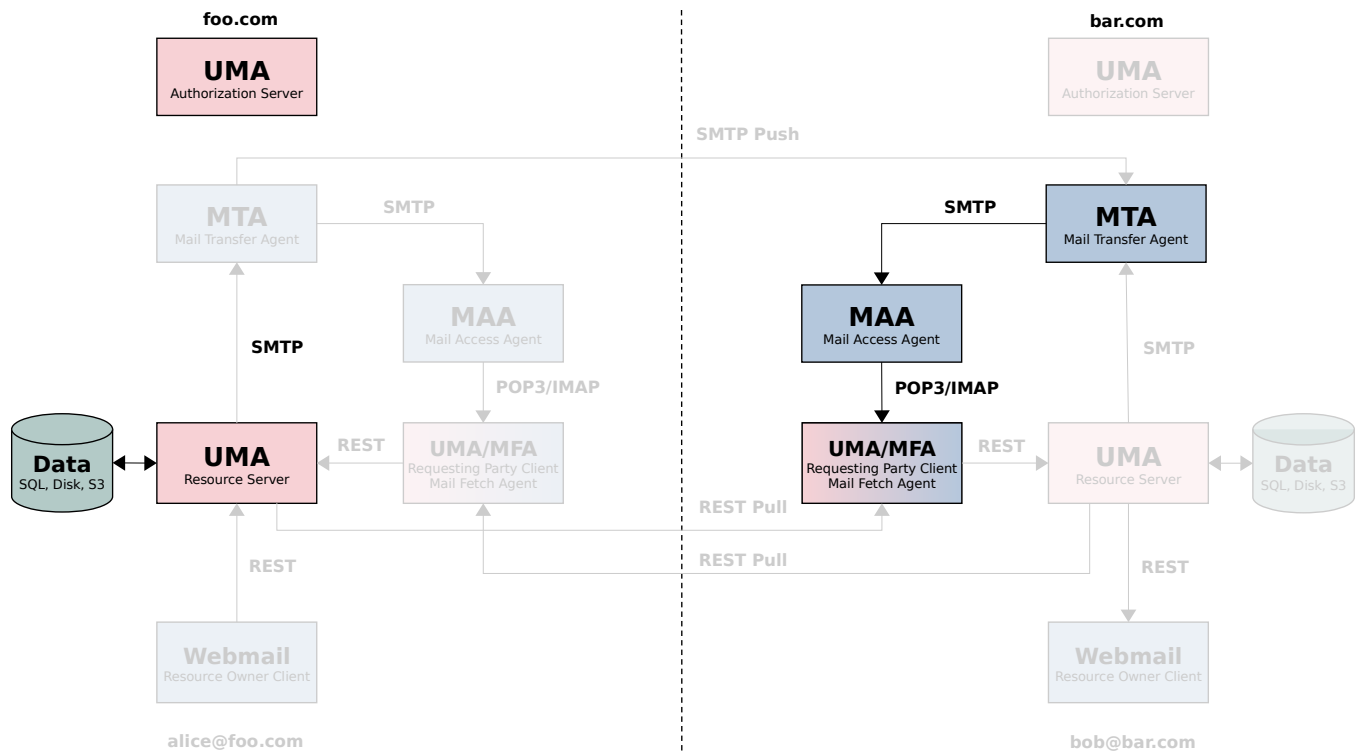 foo.com
bar.com
UMA
Authorization Server
UMA
Authorization Server
SMTP Push
MTA
Mail Transfer Agent
SMTP
SMTP
MTA
Mail Transfer Agent
MAA
Mail Access Agent
MAA
Mail Access Agent
SMTP
SMTP
POP3/IMAP
POP3/IMAP
Data
SQL, Disk, S3
UMA
Resource Server
REST
UMA/MFA
Requesting Party Client
Mail Fetch Agent
UMA/MFA
Requesting Party Client
Mail Fetch Agent
REST
UMA
Resource Server
Data
SQL, Disk, S3
REST Pull
REST Pull
REST
REST
Webmail
Resource Owner Client
Webmail
Resource Owner Client
alice@foo.com
bob@bar.com